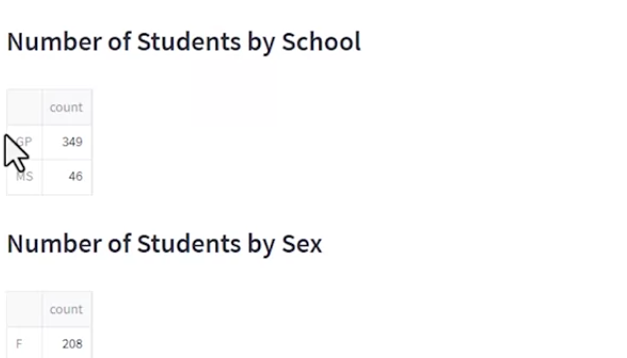 Number of Students by School
count
GP 349
MS 46
Number of Students by Sex
count
F 208